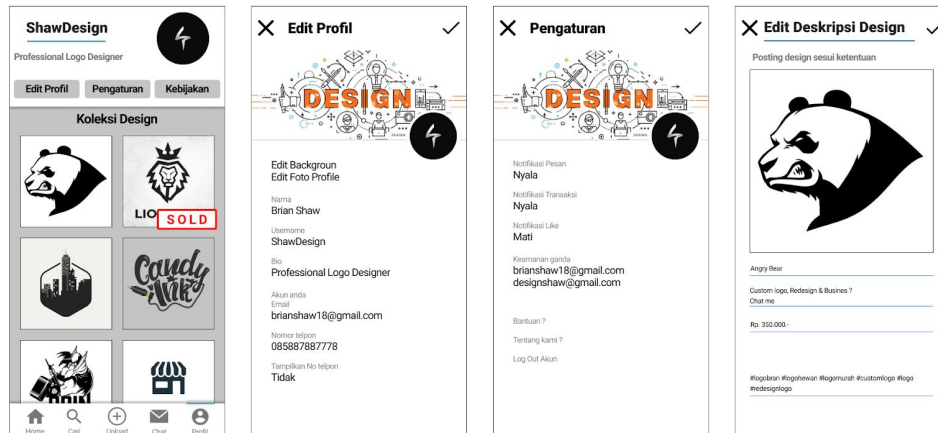 ShawDesign
Professional Logo Designer
Edit Profil
Pengaturan
Kebijakan
Koleksi Design
LIO
SOLD
Candy
Ink
Home
Cari
Upload
Chat
Profil
Edit Profil
DESIGN
Edit Backgroun
Edit Foto Profile
Nama
Brian Shaw
Username
ShawDesign
Bio
Professional Logo Designer
Akun anda
Email
brianshaw18@gmail.com
Nomor telpon
085887887778
Tampilkan No telpon
Tidak
Pengaturan
DESIGN
Notifikasi Pesan
Nyala
Notifikasi Transaksi
Nyala
Notifikasi Like
Mati
Keamanan ganda
brianshaw18@gmail.com
designshaw@gmail.com
Bantuan ?
Tentang kami ?
Log Out Akun
Edit Deskripsi Design
Posting design sesui ketentuan
Angry Bear
Custom logo, Redesign & Busines ?
Chat me
Rp. 350.000.-
#logobran #logohewan #logomurah #customlogo #logo
#redesignlogo